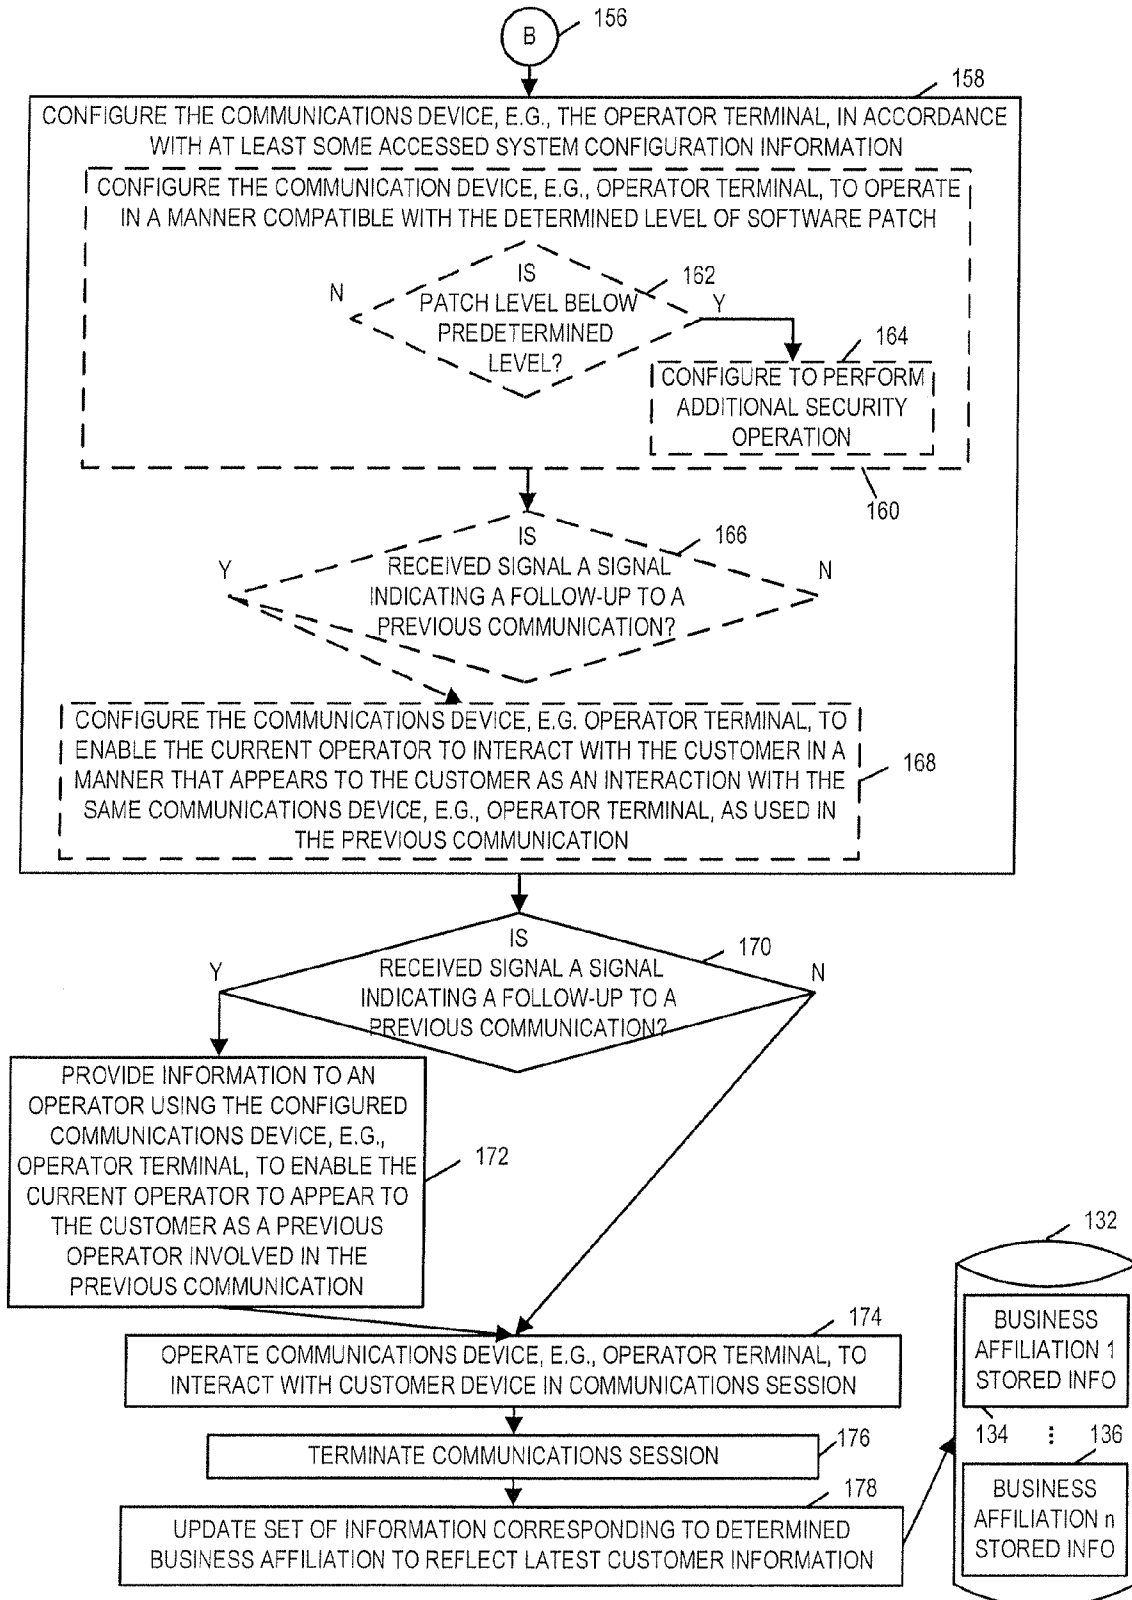 B
156
158
CONFIGURE THE COMMUNICATIONS DEVICE, E.G., THE OPERATOR TERMINAL, IN ACCORDANCE
WITH AT LEAST SOME ACCESSED SYSTEM CONFIGURATION INFORMATION
CONFIGURE THE COMMUNICATION DEVICE, E.G., OPERATOR TERMINAL, TO OPERATE
IN A MANNER COMPATIBLE WITH THE DETERMINED LEVEL OF SOFTWARE PATCH
N
IS
PATCH LEVEL BELOW
PREDETERMINED
LEVEL?
162
Y
164
CONFIGURE TO PERFORM
ADDITIONAL SECURITY
OPERATION
160
Y
IS
RECEIVED SIGNAL A SIGNAL
INDICATING A FOLLOW-UP TO A
PREVIOUS COMMUNICATION?
166
N
CONFIGURE THE COMMUNICATIONS DEVICE, E.G. OPERATOR TERMINAL, TO
ENABLE THE CURRENT OPERATOR TO INTERACT WITH THE CUSTOMER IN A
MANNER THAT APPEARS TO THE CUSTOMER AS AN INTERACTION WITH THE
SAME COMMUNICATIONS DEVICE, E.G., OPERATOR TERMINAL, AS USED IN
THE PREVIOUS COMMUNICATION
168
Y
IS
RECEIVED SIGNAL A SIGNAL
INDICATING A FOLLOW-UP TO A
PREVIOUS COMMUNICATION?
170
N
PROVIDE INFORMATION TO AN
OPERATOR USING THE CONFIGURED
COMMUNICATIONS DEVICE, E.G.,
OPERATOR TERMINAL, TO ENABLE THE
CURRENT OPERATOR TO APPEAR TO
THE CUSTOMER AS A PREVIOUS
OPERATOR INVOLVED IN THE
PREVIOUS COMMUNICATION
172
174
OPERATE COMMUNICATIONS DEVICE, E.G., OPERATOR TERMINAL, TO
INTERACT WITH CUSTOMER DEVICE IN COMMUNICATIONS SESSION
TERMINATE COMMUNICATIONS SESSION
176
178
UPDATE SET OF INFORMATION CORRESPONDING TO DETERMINED
BUSINESS AFFILIATION TO REFLECT LATEST CUSTOMER INFORMATION
132
BUSINESS
AFFILIATION 1
STORED INFO
134 ⋮ 136
BUSINESS
AFFILIATION n
STORED INFO